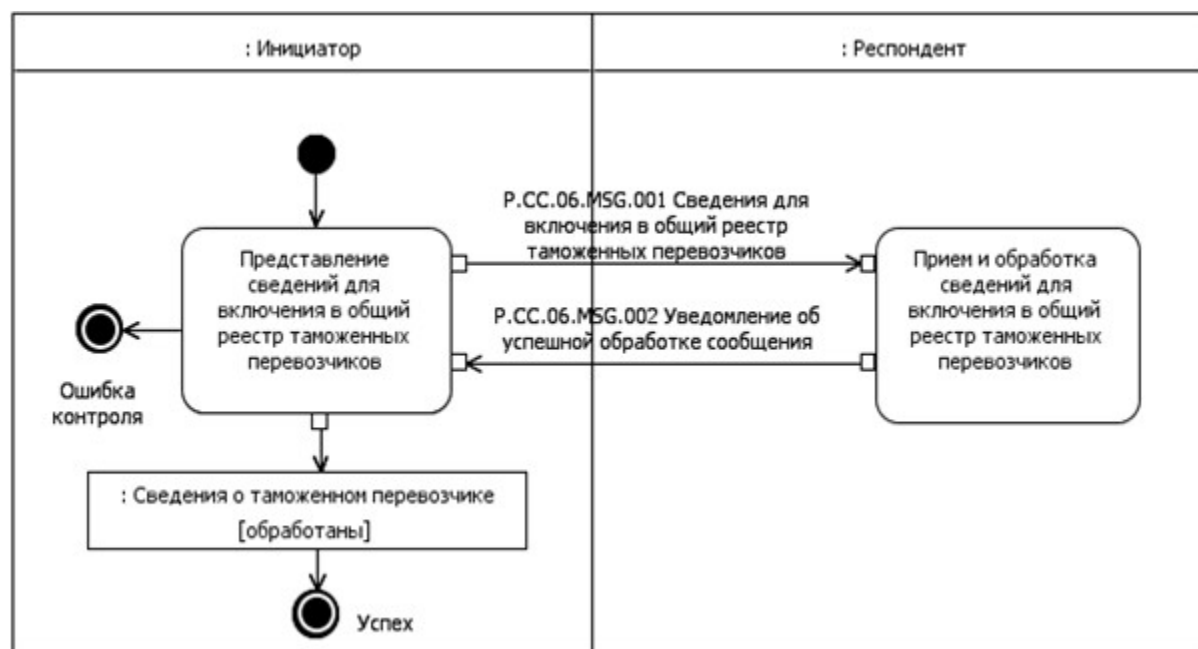 : Инициатор
: Респондент
P.CC.06.MSG.001 Сведения для
включения в общий реестр
таможенных перевозчиков
Представление
сведений для
включения в общий
реестр таможенных
перевозчиков
Прием и обработка
сведений для
включения в общий
реестр таможенных
перевозчиков
P.CC.06.MSG.002 Уведомление об
успешной обработке сообщения
Ошибка
контроля
: Сведения о таможенном перевозчике
[обработаны]
Успех